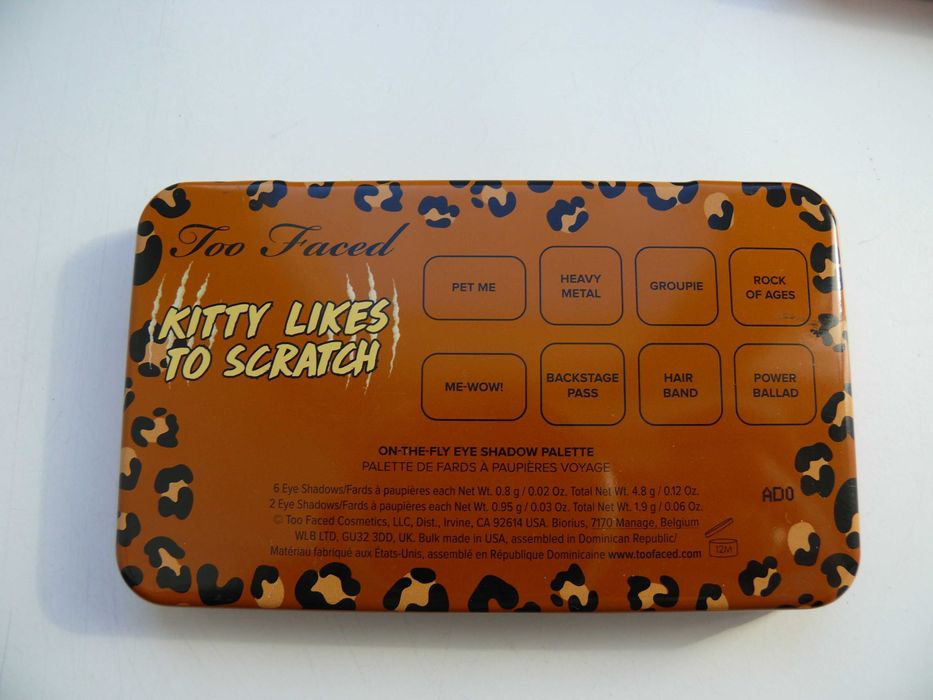 Too Faced
KITTY LIKES
TO SCRATCH
PET ME
HEAVY
METAL
GROUPIE
ROCK
OF AGES
ME-WOW!
BACKSTAGE
PASS
HAIR
BAND
POWER
BALLAD
ON-THE-FLY EYE SHADOW PALETTE
PALETTE DE FARDS À PAUPIÈRES VOYAGE
6 Eye Shadows/Fards à paupières each Net Wt. 0.8 g / 0.02 Oz. Total Net Wt. 4.8 g / 0.12 Oz.
2 Eye Shadows/Fards à paupières each Net Wt. 0.95 g / 0.03 Oz. Total Net Wt. 1.9 g / 0.06 Oz.
© Too Faced Cosmetics, LLC, Dist., Irvine, CA 92614 USA. Biorius, 7170 Manage, Belgium
WLB LTD, GU32 3DD, UK. Bulk made in USA, assembled in Dominican Republic/
Matériau fabriqué aux États-Unis, assemblé en République Dominicaine www.toofaced.com
AD0
12M